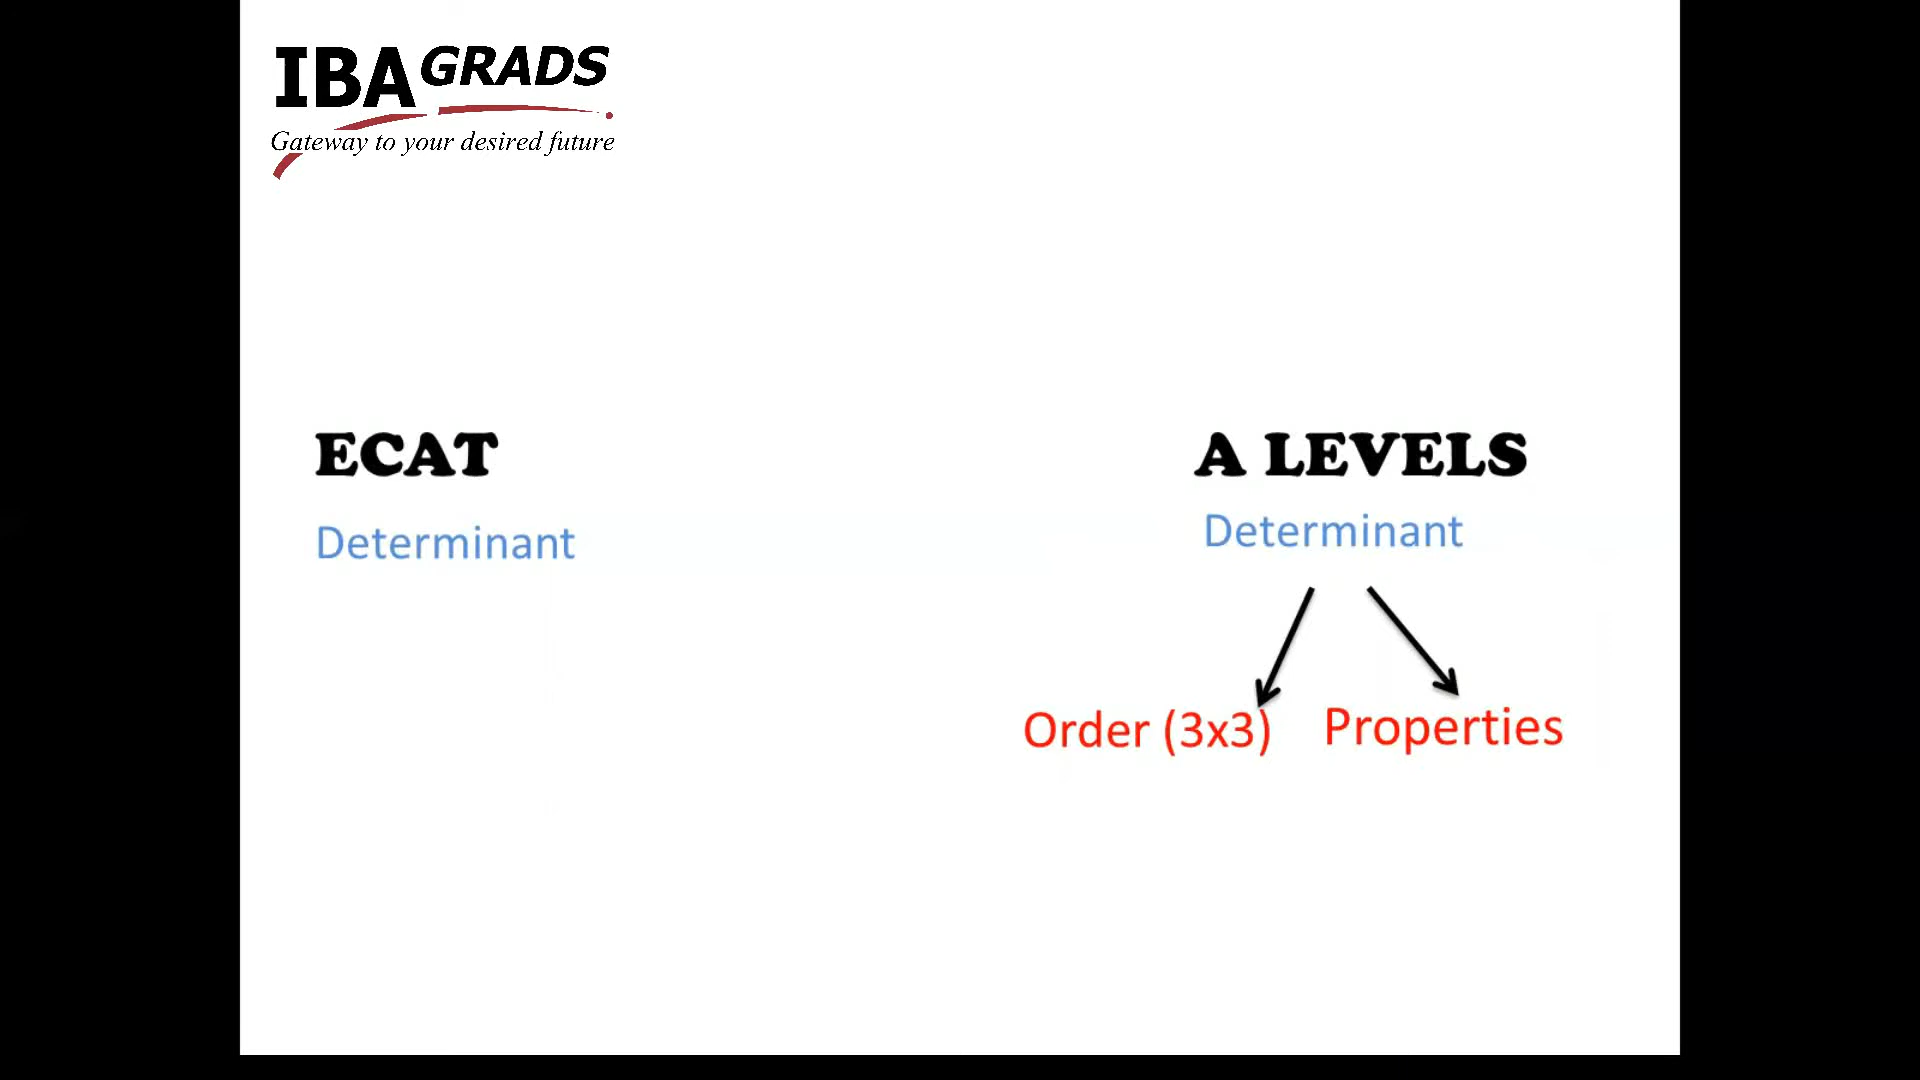 IBA GRADS
Gateway to your desired future
ECAT
A LEVELS
Determinant
Determinant
Order (3x3)
Properties